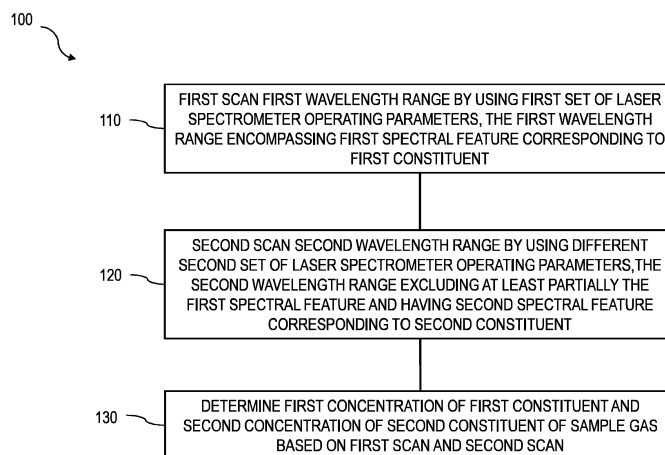 100
110
FIRST SCAN FIRST WAVELENGTH RANGE BY USING FIRST SET OF LASER
SPECTROMETER OPERATING PARAMETERS, THE FIRST WAVELENGTH
RANGE ENCOMPASSING FIRST SPECTRAL FEATURE CORRESPONDING TO
FIRST CONSTITUENT
120
SECOND SCAN SECOND WAVELENGTH RANGE BY USING DIFFERENT
SECOND SET OF LASER SPECTROMETER OPERATING PARAMETERS,THE
SECOND WAVELENGTH RANGE EXCLUDING AT LEAST PARTIALLY THE
FIRST SPECTRAL FEATURE AND HAVING SECOND SPECTRAL FEATURE
CORRESPONDING TO SECOND CONSTITUENT
130
DETERMINE FIRST CONCENTRATION OF FIRST CONSTITUENT AND
SECOND CONCENTRATION OF SECOND CONSTITUENT OF SAMPLE GAS
BASED ON FIRST SCAN AND SECOND SCAN